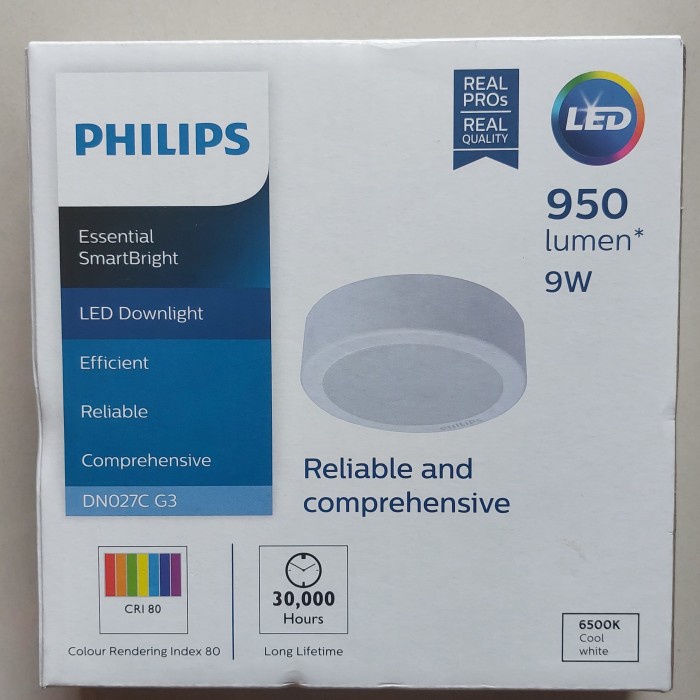 PHILIPS
Essential
SmartBright
LED Downlight
Efficient
Reliable
Comprehensive
DN027C G3
REAL
PROs
REAL
QUALITY
LED
950
lumen*
9W
PHILIPS
Reliable and
comprehensive
CRI 80
Colour Rendering Index 80
30,000
Hours
Long Lifetime
6500K
Cool
white